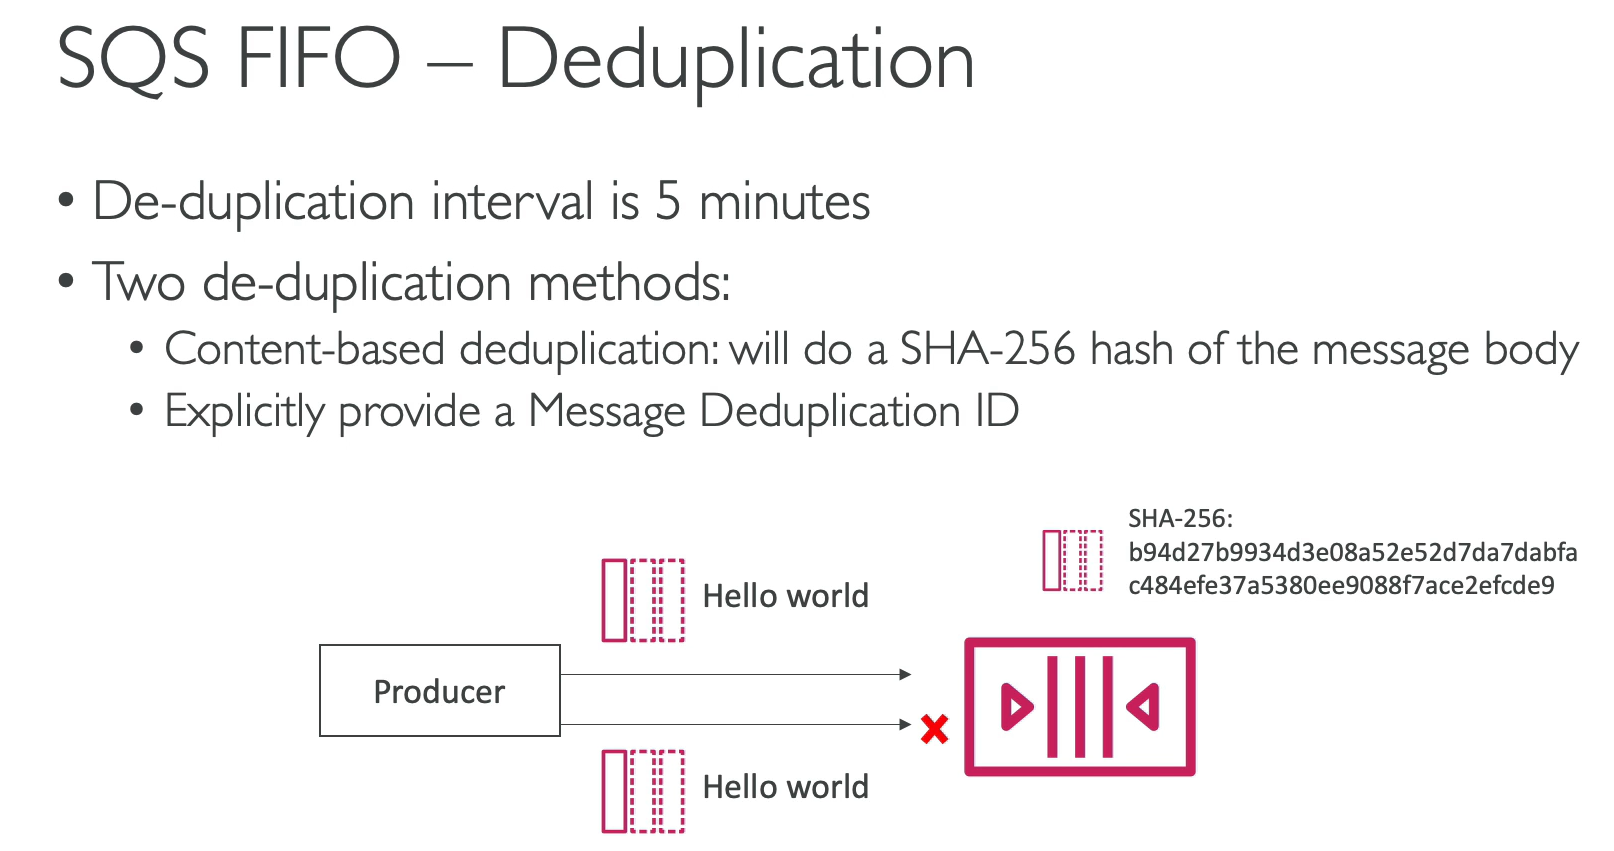 SQS FIFO – Deduplication
• De-duplication interval is 5 minutes
• Two de-duplication methods:
• Content-based deduplication: will do a SHA-256 hash of the message body
• Explicitly provide a Message Deduplication ID
SHA-256:
b94d27b9934d3e08a52e52d7da7dabfa
c484efe37a5380ee9088f7ace2efcde9
Hello world
Producer
Hello world